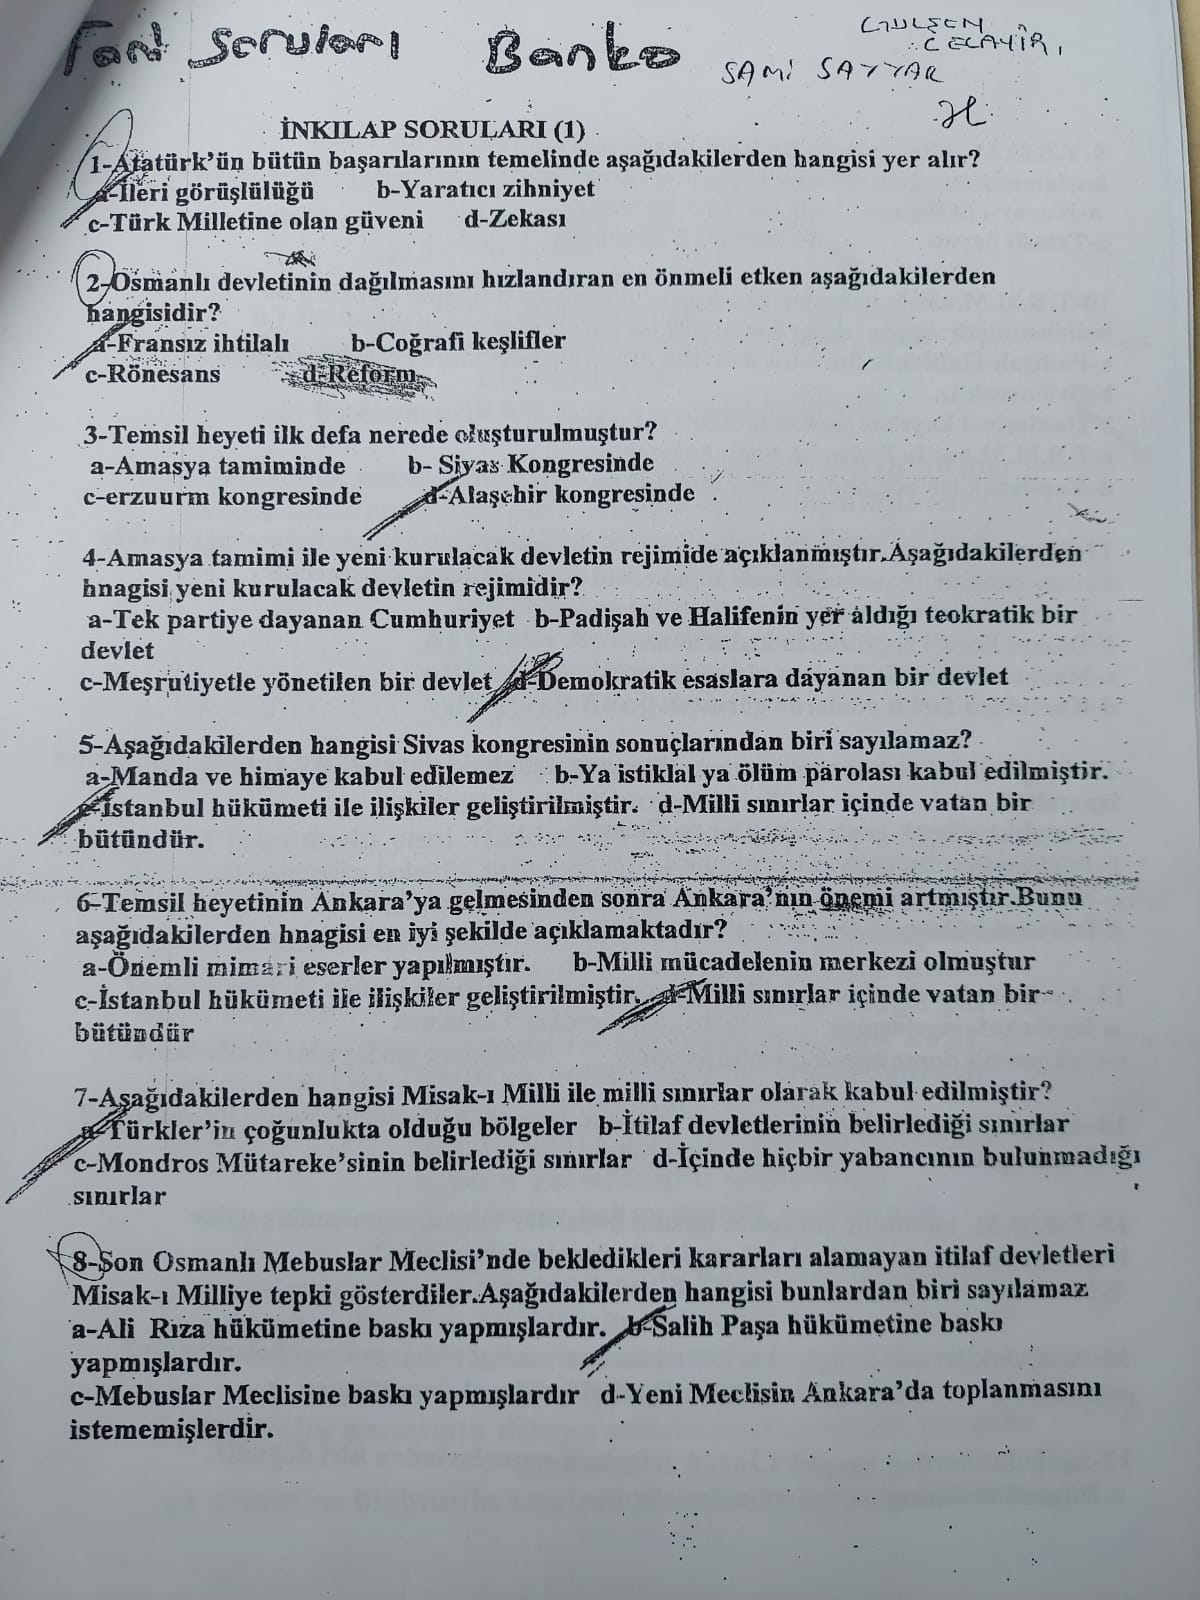 Tarih Soruları Banko
GÜLŞEN
CELAYİR,
SAMİ SAYYAR
İNKILAP SORULARI (1)
1-Atatürk'ün bütün başarılarının temelinde aşağıdakilerden hangisi yer alır?
a-İleri görüşlülüğü b-Yaratıcı zihniyet
c-Türk Milletine olan güveni d-Zekası
2-Osmanlı devletinin dağılmasını hızlandıran en önmeli etken aşağıdakilerden
hangisidir?
a-Fransız ihtilalı b-Coğrafi keşlifler
c-Rönesans d-Reform
3-Temsil heyeti ilk defa nerede oluşturulmuştur?
a-Amasya tamiminde b- Sivas Kongresinde
c-erzuurm kongresinde d-Alaşehir kongresinde
4-Amasya tamimi ile yeni kurulacak devletin rejimide açıklanmıştır.Aşağıdakilerden
hnagisi yeni kurulacak devletin rejimidir?
a-Tek partiye dayanan Cumhuriyet b-Padişah ve Halifenin yer aldığı teokratik bir
devlet
c-Meşrutiyetle yönetilen bir devlet d-Demokratik esaslara dayanan bir devlet
5-Aşağıdakilerden hangisi Sivas kongresinin sonuçlarından biri sayılamaz?
a-Manda ve himaye kabul edilemez b-Ya istiklal ya ölüm parolası kabul edilmiştir.
c-İstanbul hükümeti ile ilişkiler geliştirilmiştir. d-Milli sınırlar içinde vatan bir
bütündür.
6-Temsil heyetinin Ankara'ya gelmesinden sonra Ankara'nın önemi artmıştır.Bunu
aşağıdakilerden hnagisi en iyi şekilde açıklamaktadır?
a-Önemli mimari eserler yapılmıştır. b-Milli mücadelenin merkezi olmuştur
c-İstanbul hükümeti ile ilişkiler geliştirilmiştir. d-Milli sınırlar içinde vatan bir
bütündür
7-Aşağıdakilerden hangisi Misak-ı Milli ile milli sınırlar olarak kabul edilmiştir?
a-Türkler'in çoğunlukta olduğu bölgeler b-İtilaf devletlerinin belirlediği sınırlar
c-Mondros Mütareke'sinin belirlediği sınırlar d-İçinde hiçbir yabancının bulunmadığı
sınırlar
8-Son Osmanlı Mebuslar Meclisi'nde bekledikleri kararları alamayan itilaf devletleri
Misak-ı Milliye tepki gösterdiler.Aşağıdakilerden hangisi bunlardan biri sayılamaz
a-Ali Rıza hükümetine baskı yapmışlardır. b-Salih Paşa hükümetine baskı
yapmışlardır.
c-Mebuslar Meclisine baskı yapmışlardır d-Yeni Meclisin Ankara'da toplanmasını
istememişlerdir.